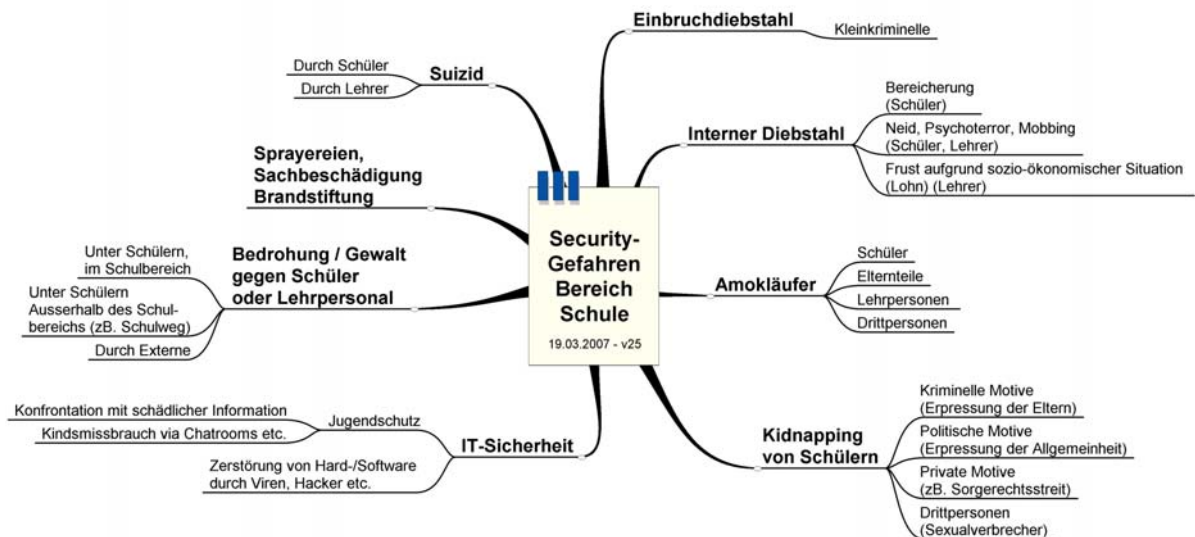 Security-
Gefahren
Bereich
Schule
19.03.2007 - v25
Einbruchdiebstahl
Kleinkriminelle
Interner Diebstahl
Bereicherung
(Schüler)
Neid, Psychoterror, Mobbing
(Schüler, Lehrer)
Frust aufgrund sozio-ökonomischer Situation
(Lohn) (Lehrer)
Amokläufer
Schüler
Elternteile
Lehrpersonen
Drittpersonen
Kidnapping
von Schülern
Kriminelle Motive
(Erpressung der Eltern)
Politische Motive
(Erpressung der Allgemeinheit)
Private Motive
(zB. Sorgerechtsstreit)
Drittpersonen
(Sexualverbrecher)
Suizid
Durch Schüler
Durch Lehrer
Sprayereien,
Sachbeschädigung
Brandstiftung
Bedrohung / Gewalt
gegen Schüler
oder Lehrpersonal
Unter Schülern,
im Schulbereich
Unter Schülern
Ausserhalb des Schul-
bereichs (zB. Schulweg)
Durch Externe
IT-Sicherheit
Jugendschutz
Konfrontation mit schädlicher Information
Kindsmissbrauch via Chatrooms etc.
Zerstörung von Hard-/Software
durch Viren, Hacker etc.